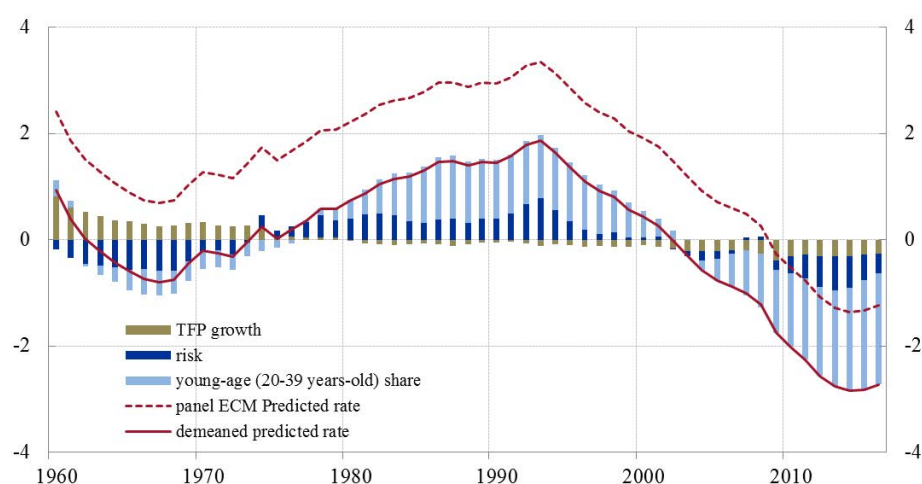 4 4
2 2
0 0
-2 -2
-4 -4
TFP growth
risk
young-age (20-39 years-old) share
panel ECM Predicted rate
demeaned predicted rate
1960 1970 1980 1990 2000 2010